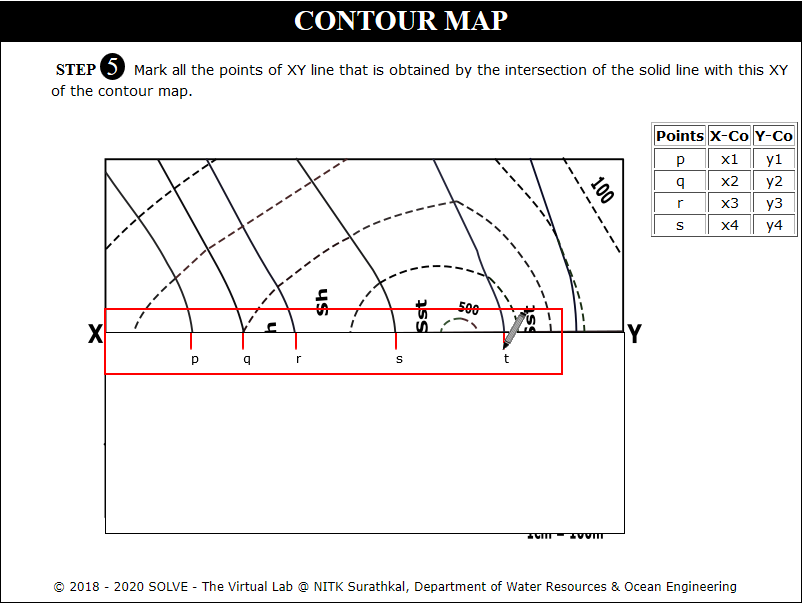 CONTOUR MAP
STEP 5 Mark all the points of XY line that is obtained by the intersection of the solid line with this XY
of the contour map.
Points X-Co Y-Co
p x1 y1
q x2 y2
r x3 y3
s x4 y4
100
sh
h
Sst
500
sst
X
Y
p q r s t
1cm = 100m
© 2018 - 2020 SOLVE - The Virtual Lab @ NITK Surathkal, Department of Water Resources & Ocean Engineering